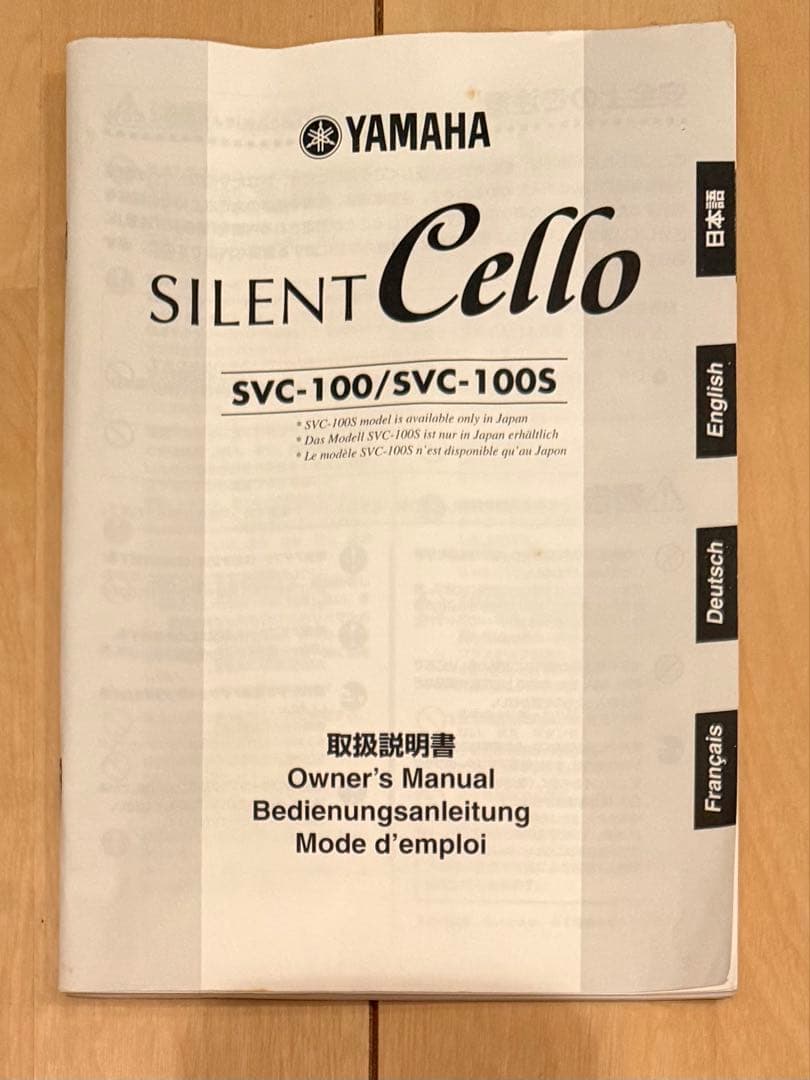 YAMAHA
SILENT Cello
SVC-100/SVC-100S
* SVC-100S model is available only in Japan
* Das Modell SVC-100S ist nur in Japan erhältlich
* Le modèle SVC-100S n'est disponible qu'au Japon
日本語
English
Deutsch
Français
取扱説明書
Owner's Manual
Bedienungsanleitung
Mode d'emploi